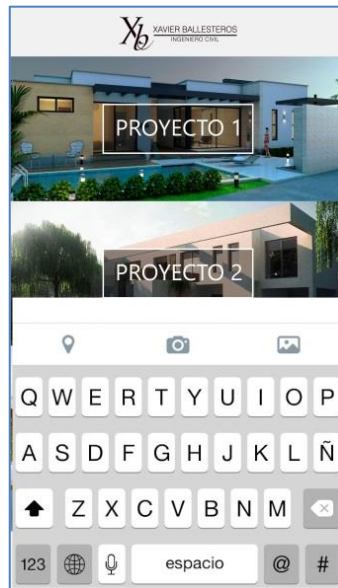 Xb XAVIER BALLESTEROS
INGENIERO CIVIL
PROYECTO 1
PROYECTO 2
Q W E R T Y U I O P
A S D F G H J K L Ñ
Z X C V B N M
123 espacio @ #